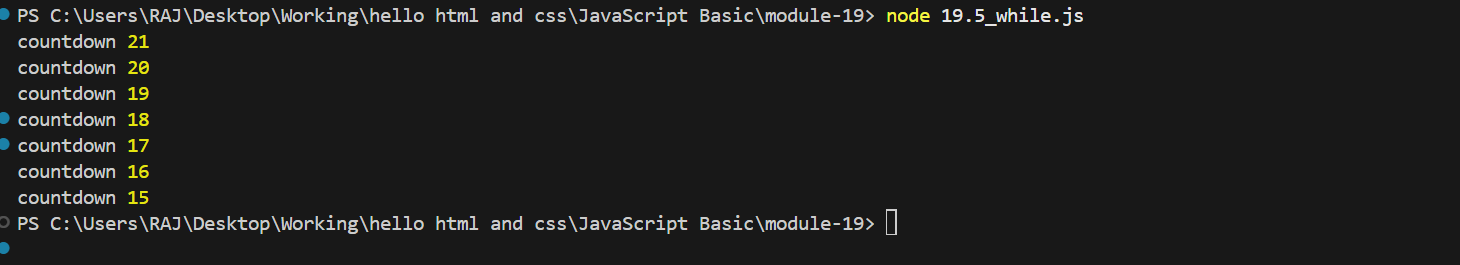 PS C:\Users\RAJ\Desktop\Working\hello html and css\JavaScript Basic\module-19> node 19.5_while.js
countdown 21
countdown 20
countdown 19
countdown 18
countdown 17
countdown 16
countdown 15
PS C:\Users\RAJ\Desktop\Working\hello html and css\JavaScript Basic\module-19>